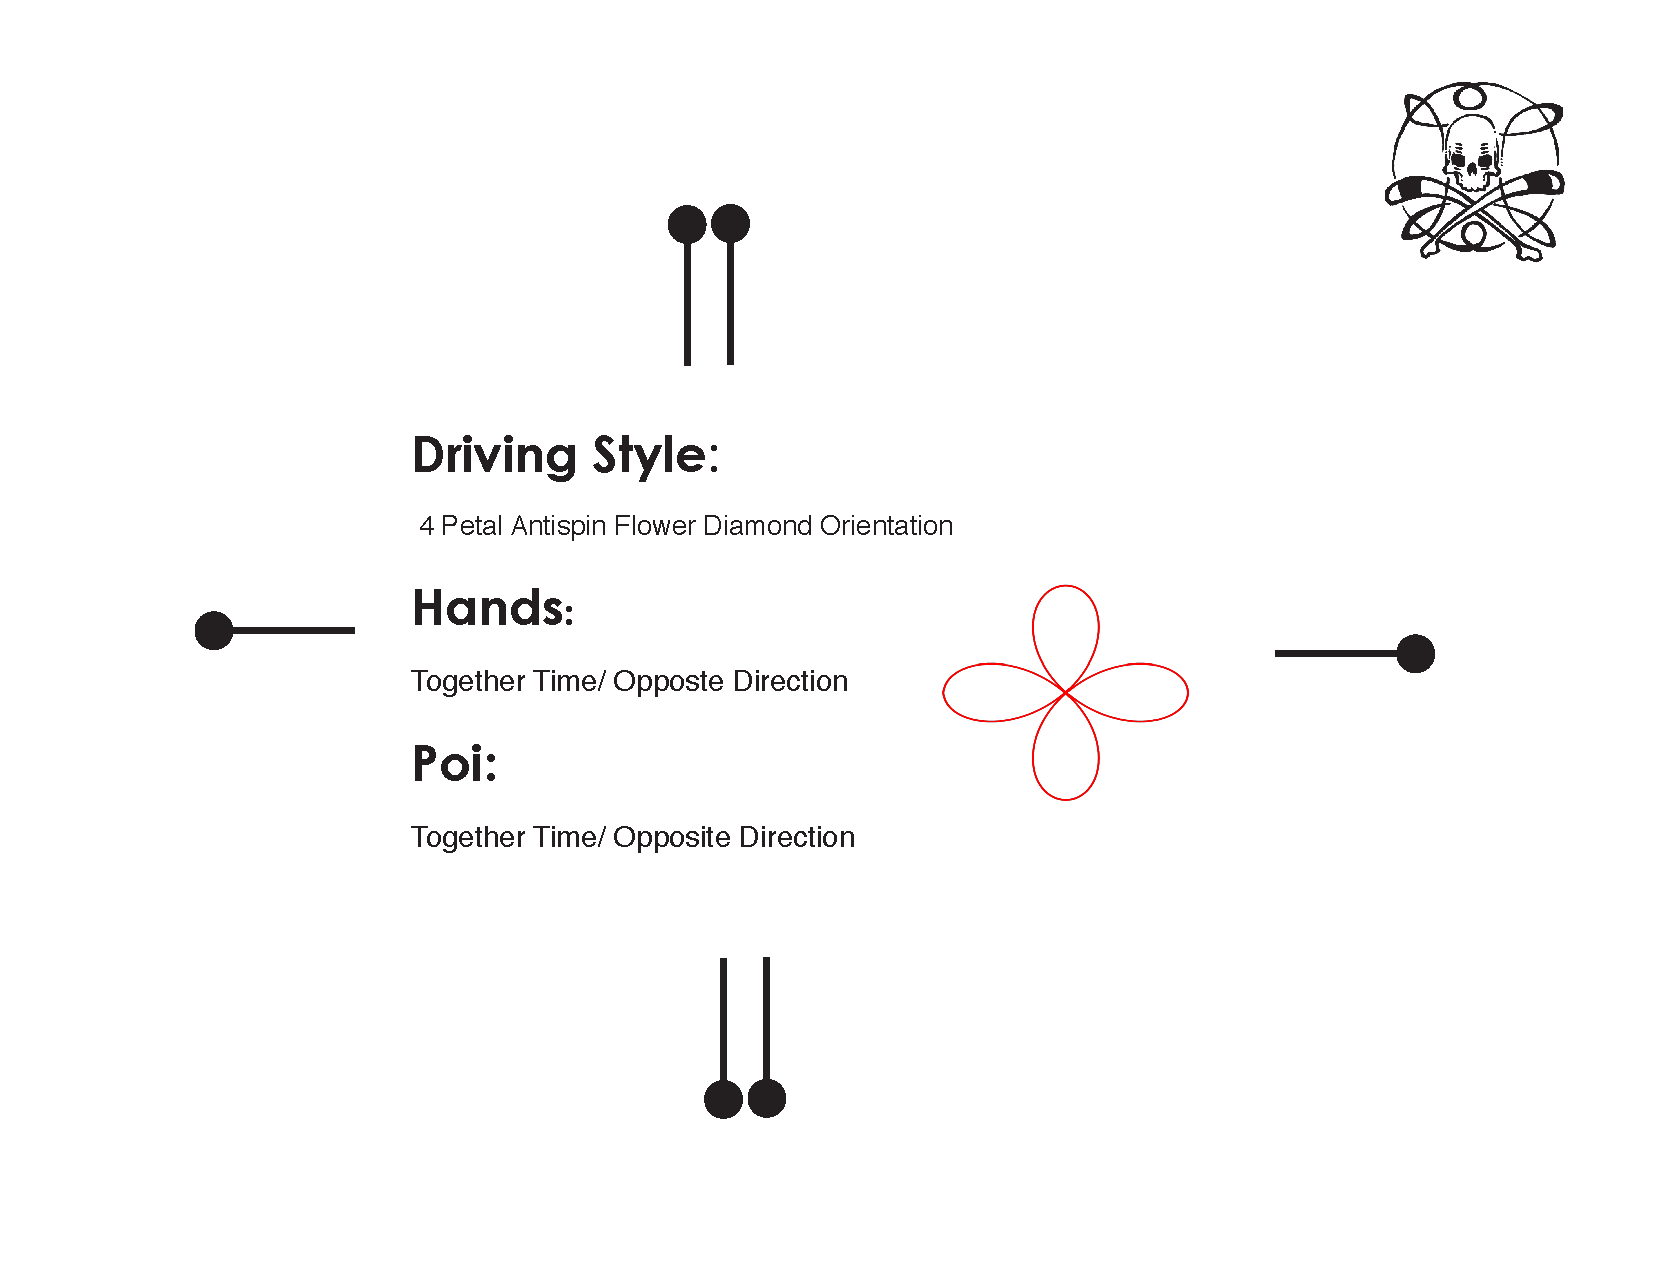 Driving Style:
4 Petal Antispin Flower Diamond Orientation
Hands:
Together Time/ Opposte Direction
Poi:
Together Time/ Opposite Direction